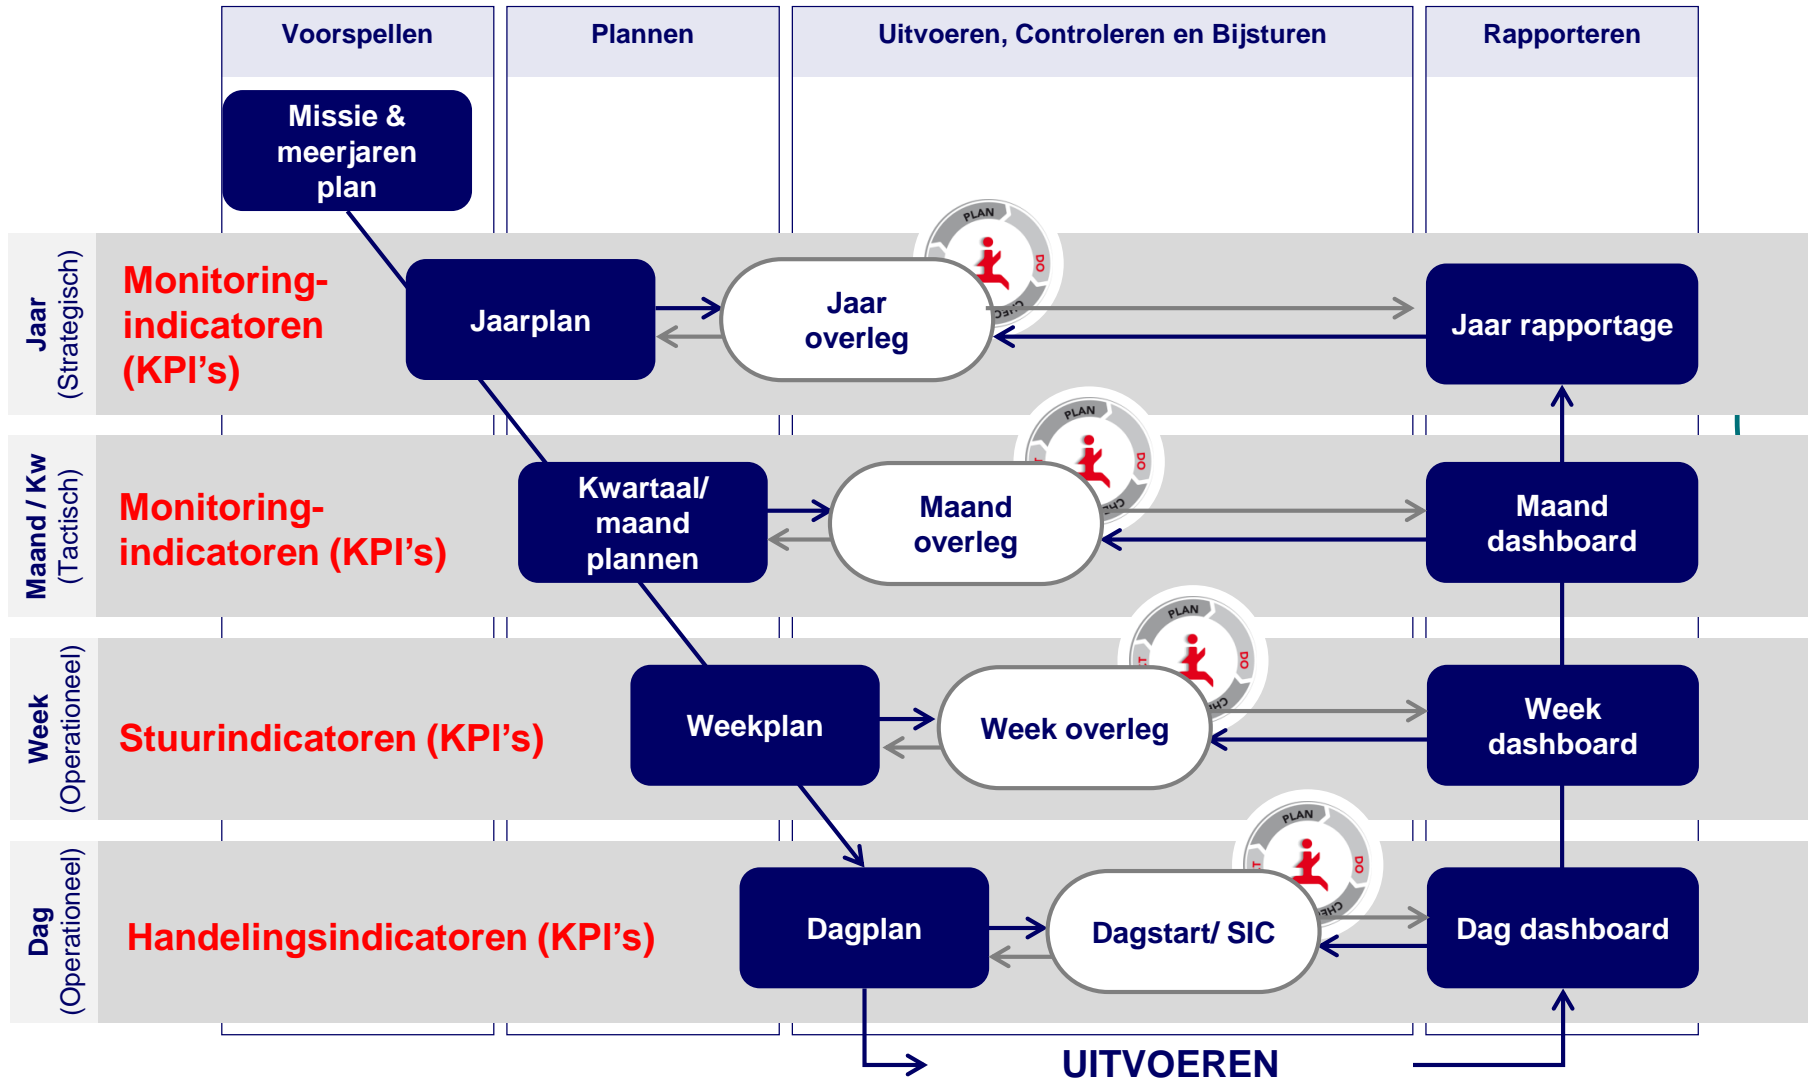 Voorspellen
Plannen
Uitvoeren, Controleren en Bijsturen
Rapporteren
Missie &
meerjaren
plan
Jaar
(Strategisch)
Monitoring-
indicatoren
(KPI's)
Jaarplan
PLAN
DO
Jaar
overleg
Jaar rapportage
Maand / Kw
(Tactisch)
Monitoring-
indicatoren (KPI's)
Kwartaal/
maand
plannen
PLAN
DO
Maand
overleg
Maand
dashboard
Week
(Operationeel)
Stuurindicatoren (KPI's)
Weekplan
PLAN
DO
Week overleg
Week
dashboard
Dag
(Operationeel)
Handelingsindicatoren (KPI's)
Dagplan
PLAN
DO
Dagstart/ SIC
Dag dashboard
UITVOEREN